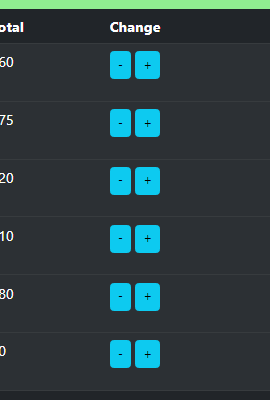 otal Change
60 - +
75 - +
20 - +
10 - +
80 - +
0 - +